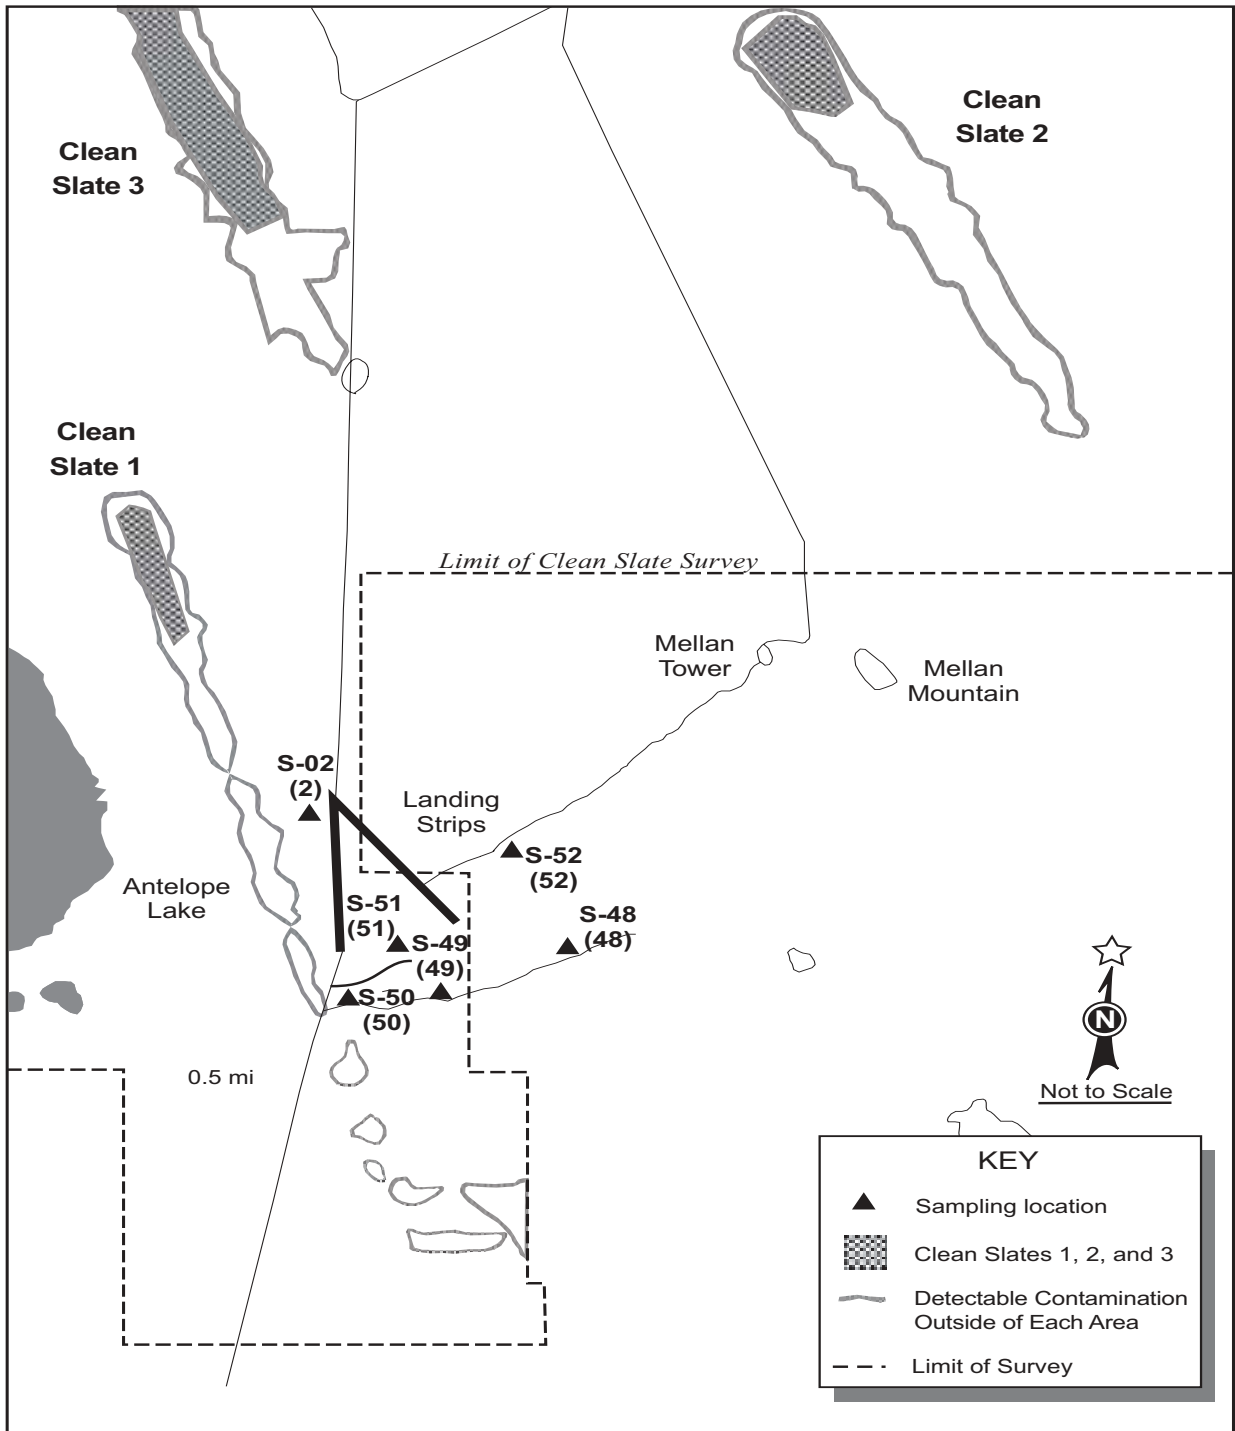 Clean
Slate 2
Clean
Slate 3
Clean
Slate 1
Limit of Clean Slate Survey
Mellan
Tower
Mellan
Mountain
S-02
(2)
Landing
Strips
S-52
(52)
Antelope
Lake
S-51
(51)
S-48
(48)
S-49
(49)
S-50
(50)
0.5 mi
N
Not to Scale
KEY
Sampling location
Clean Slates 1, 2, and 3
Detectable Contamination
Outside of Each Area
Limit of Survey